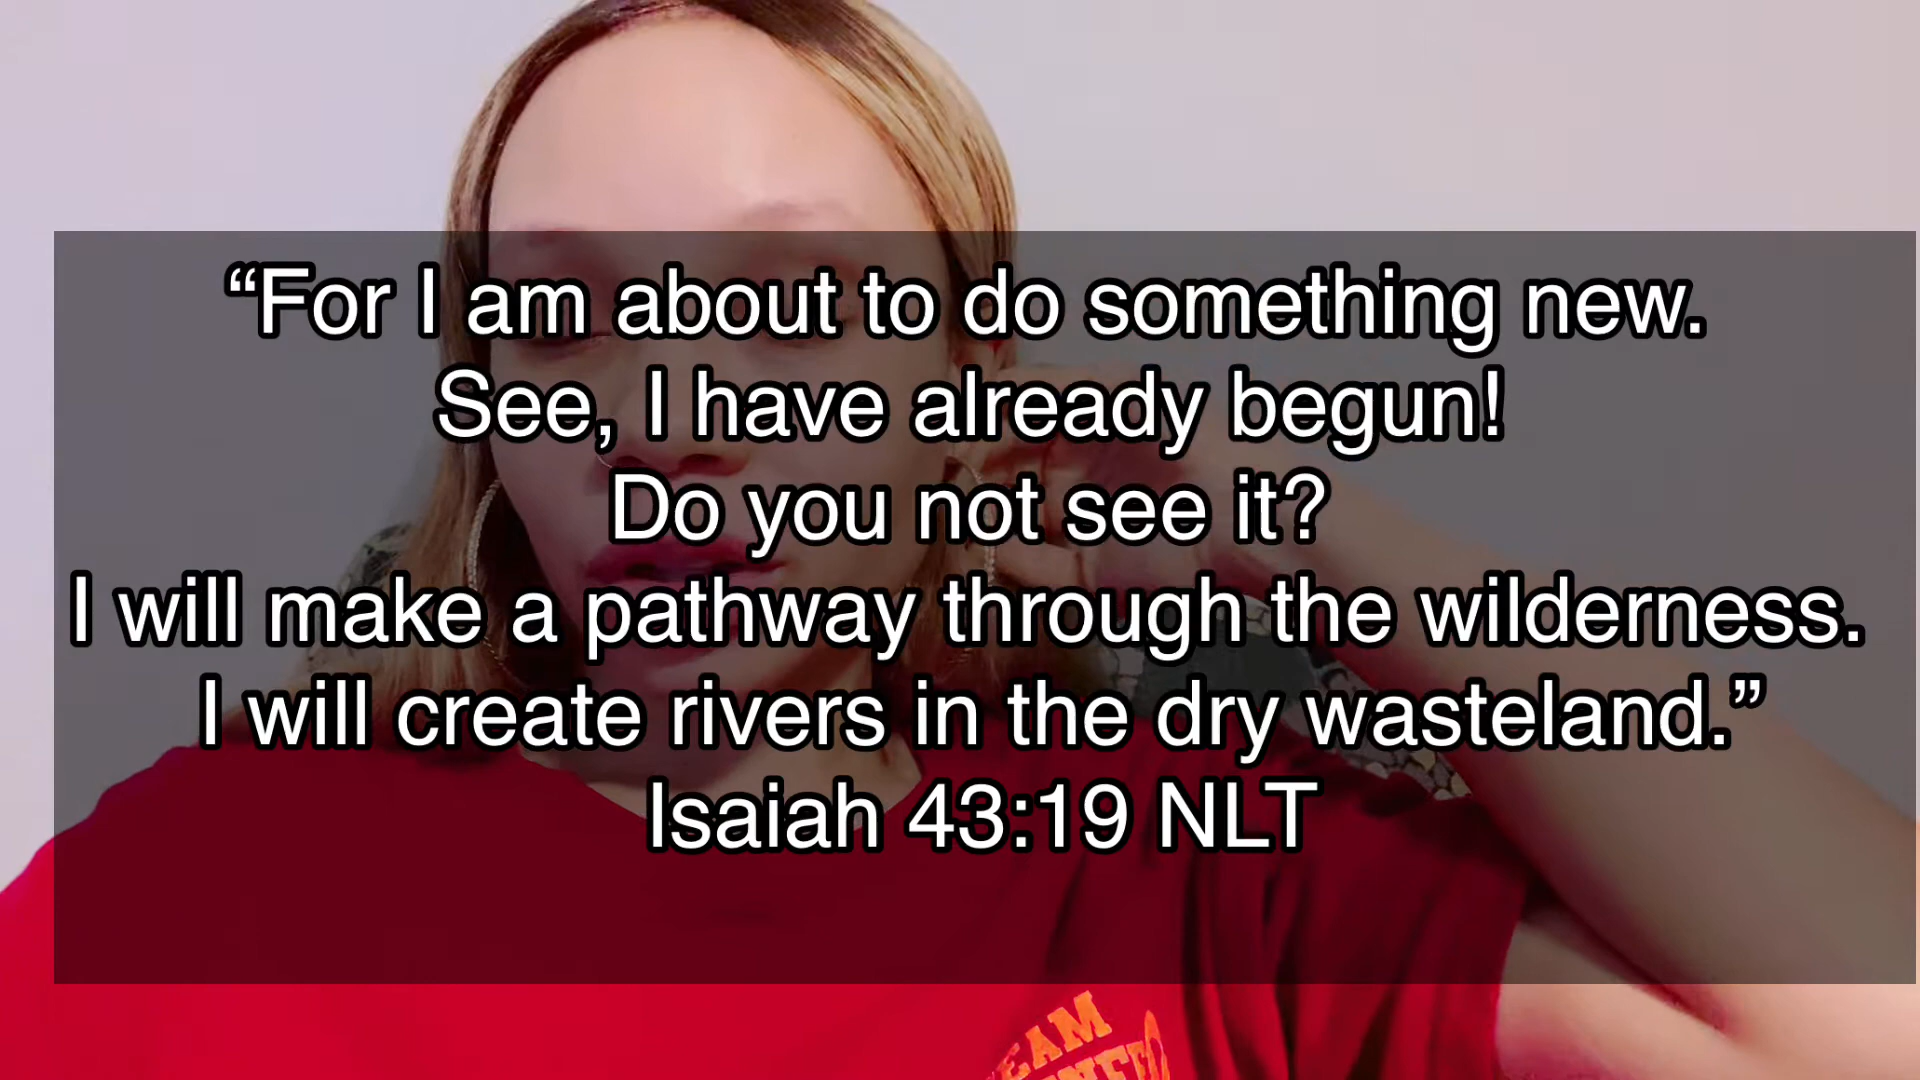 “For I am about to do something new.
See, I have already begun!
Do you not see it?
I will make a pathway through the wilderness.
I will create rivers in the dry wasteland.”
Isaiah 43:19 NLT